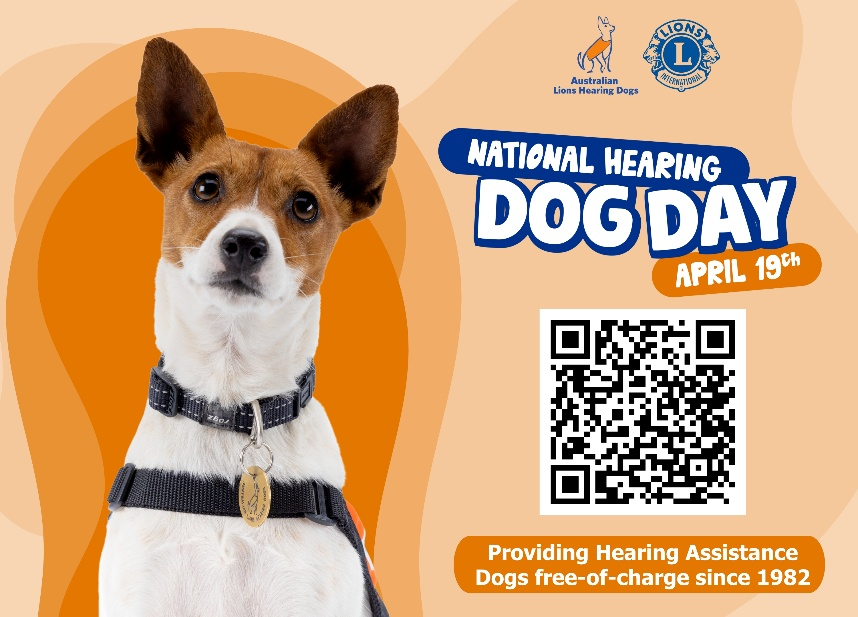 Australian
Lions Hearing Dogs
LIONS
L
INTERNATIONAL
NATIONAL HEARING
DOG DAY
APRIL 19th
Providing Hearing Assistance
Dogs free-of-charge since 1982